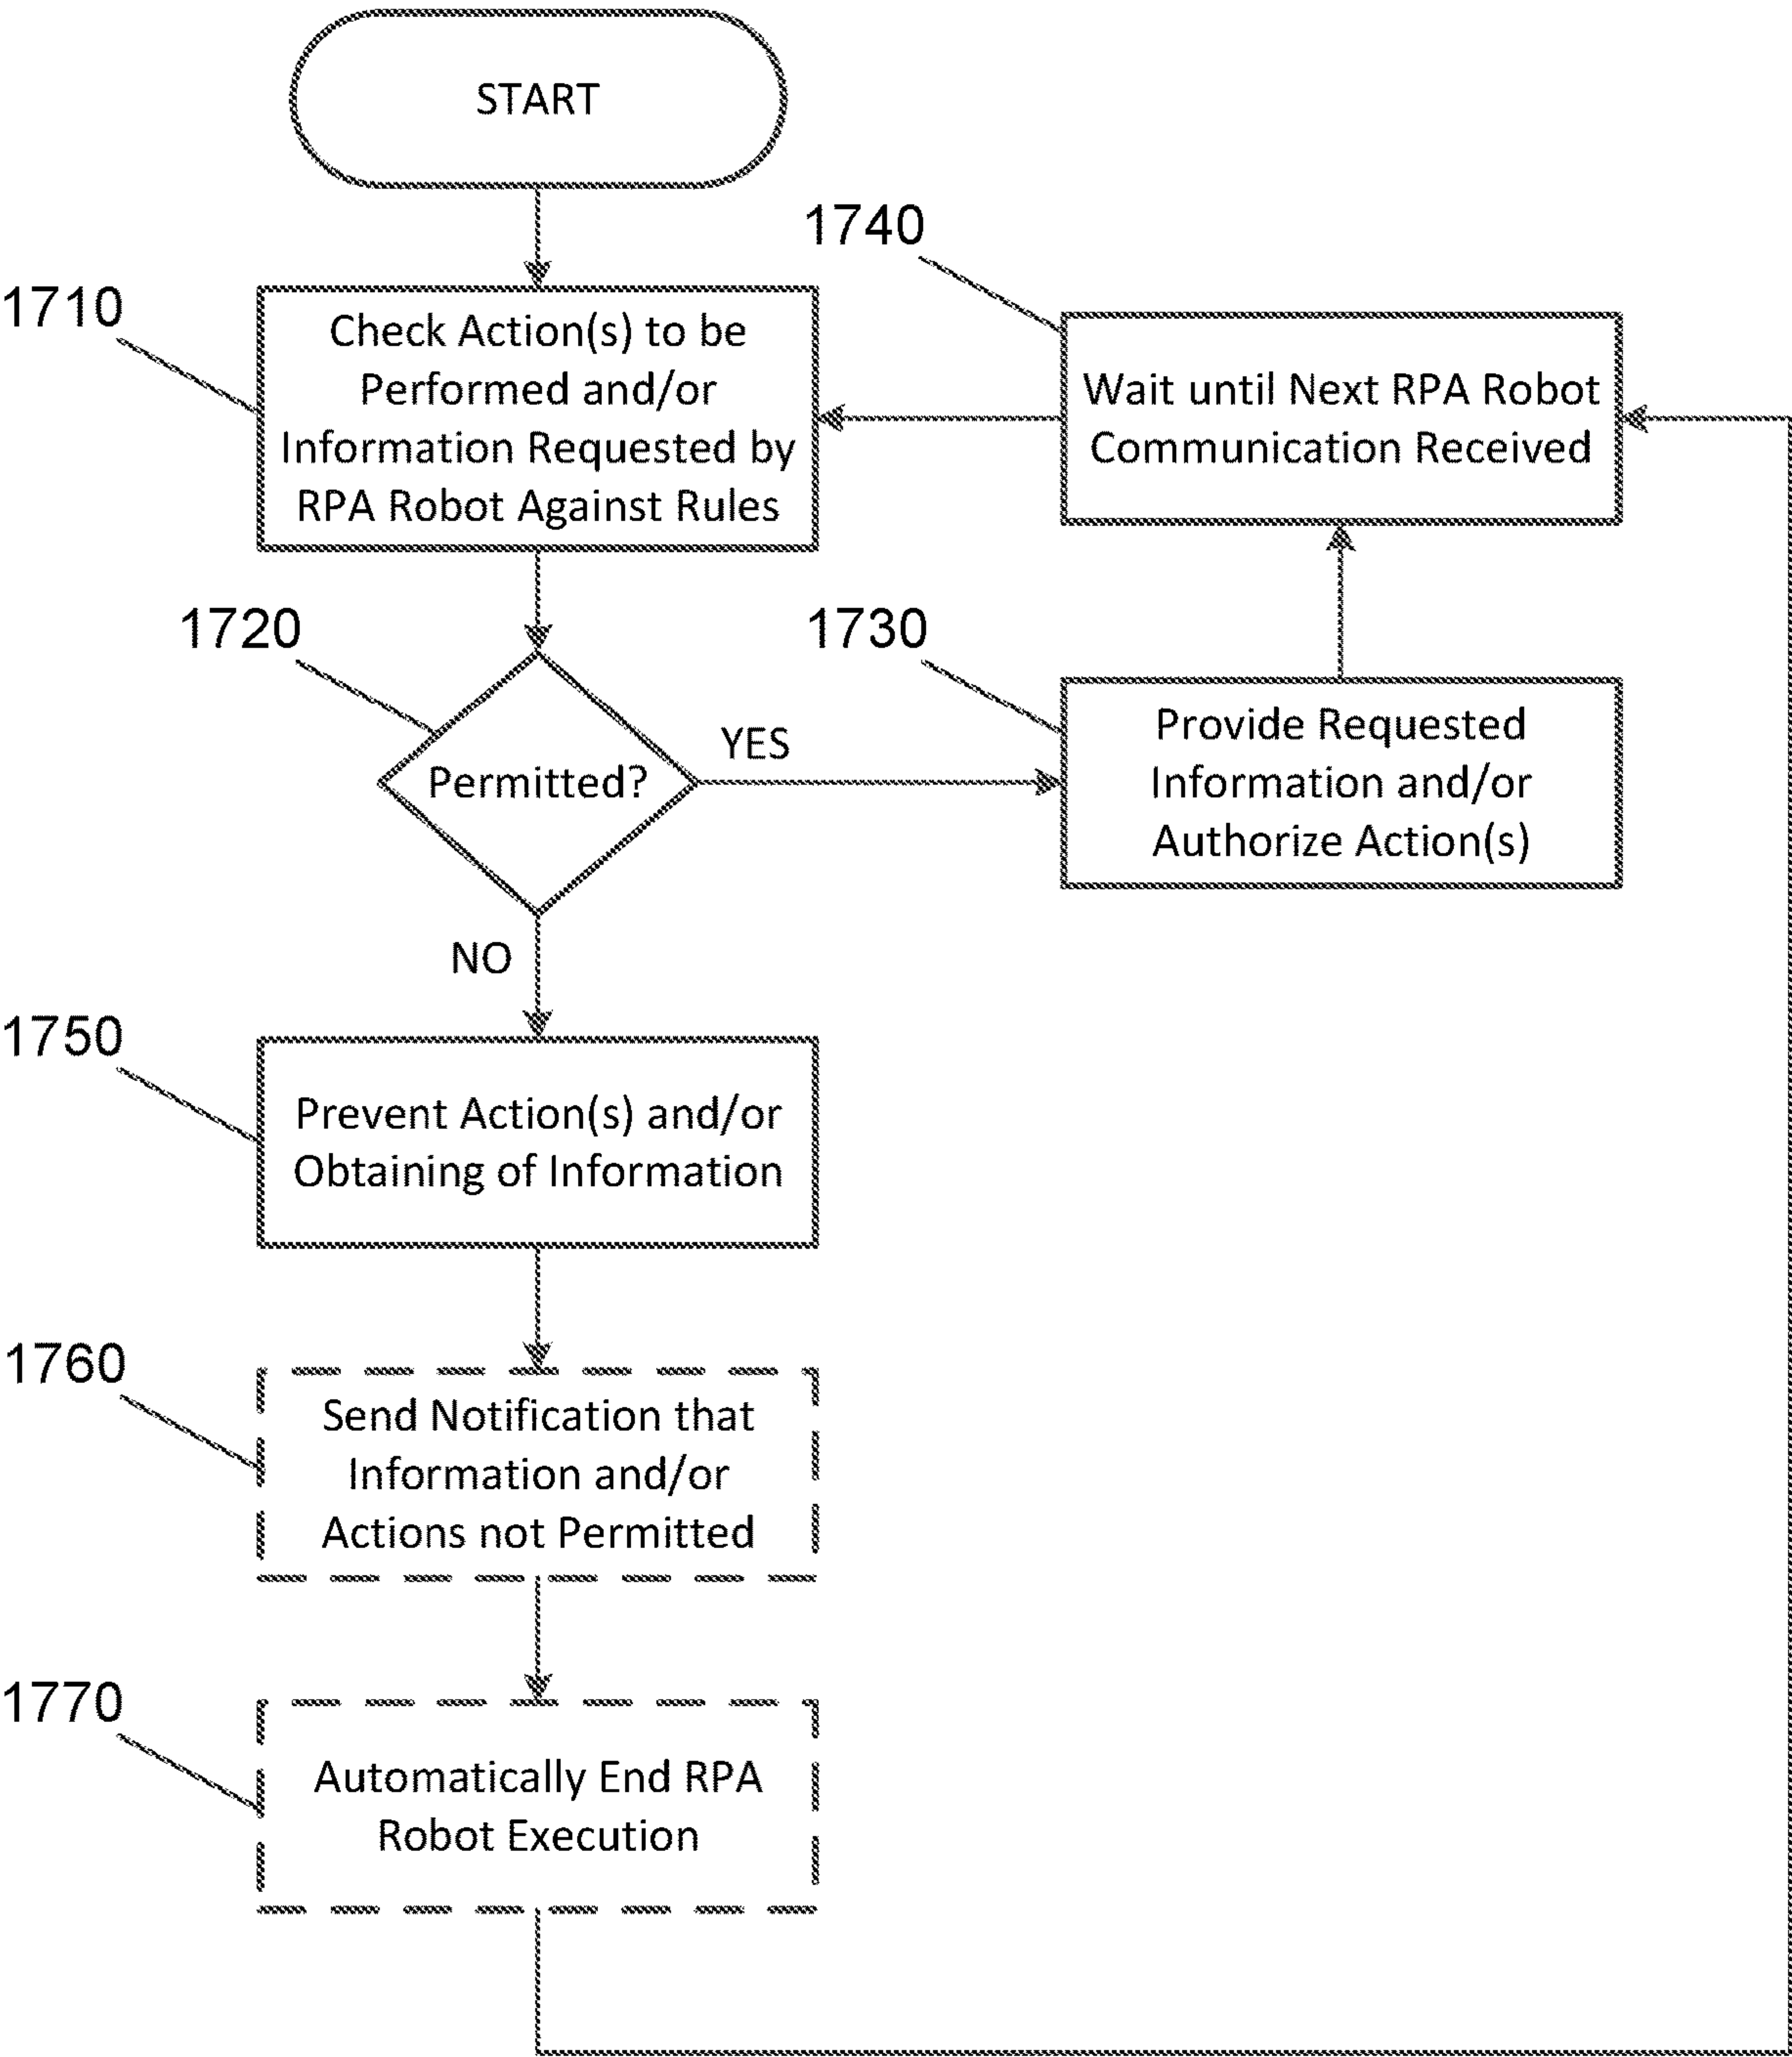 START
1740
1710
Check Action(s) to be
Performed and/or
Information Requested by
RPA Robot Against Rules
Wait until Next RPA Robot
Communication Received
1720
1730
Permitted?
YES
Provide Requested
Information and/or
Authorize Action(s)
NO
1750
Prevent Action(s) and/or
Obtaining of Information
1760
Send Notification that
Information and/or
Actions not Permitted
1770
Automatically End RPA
Robot Execution